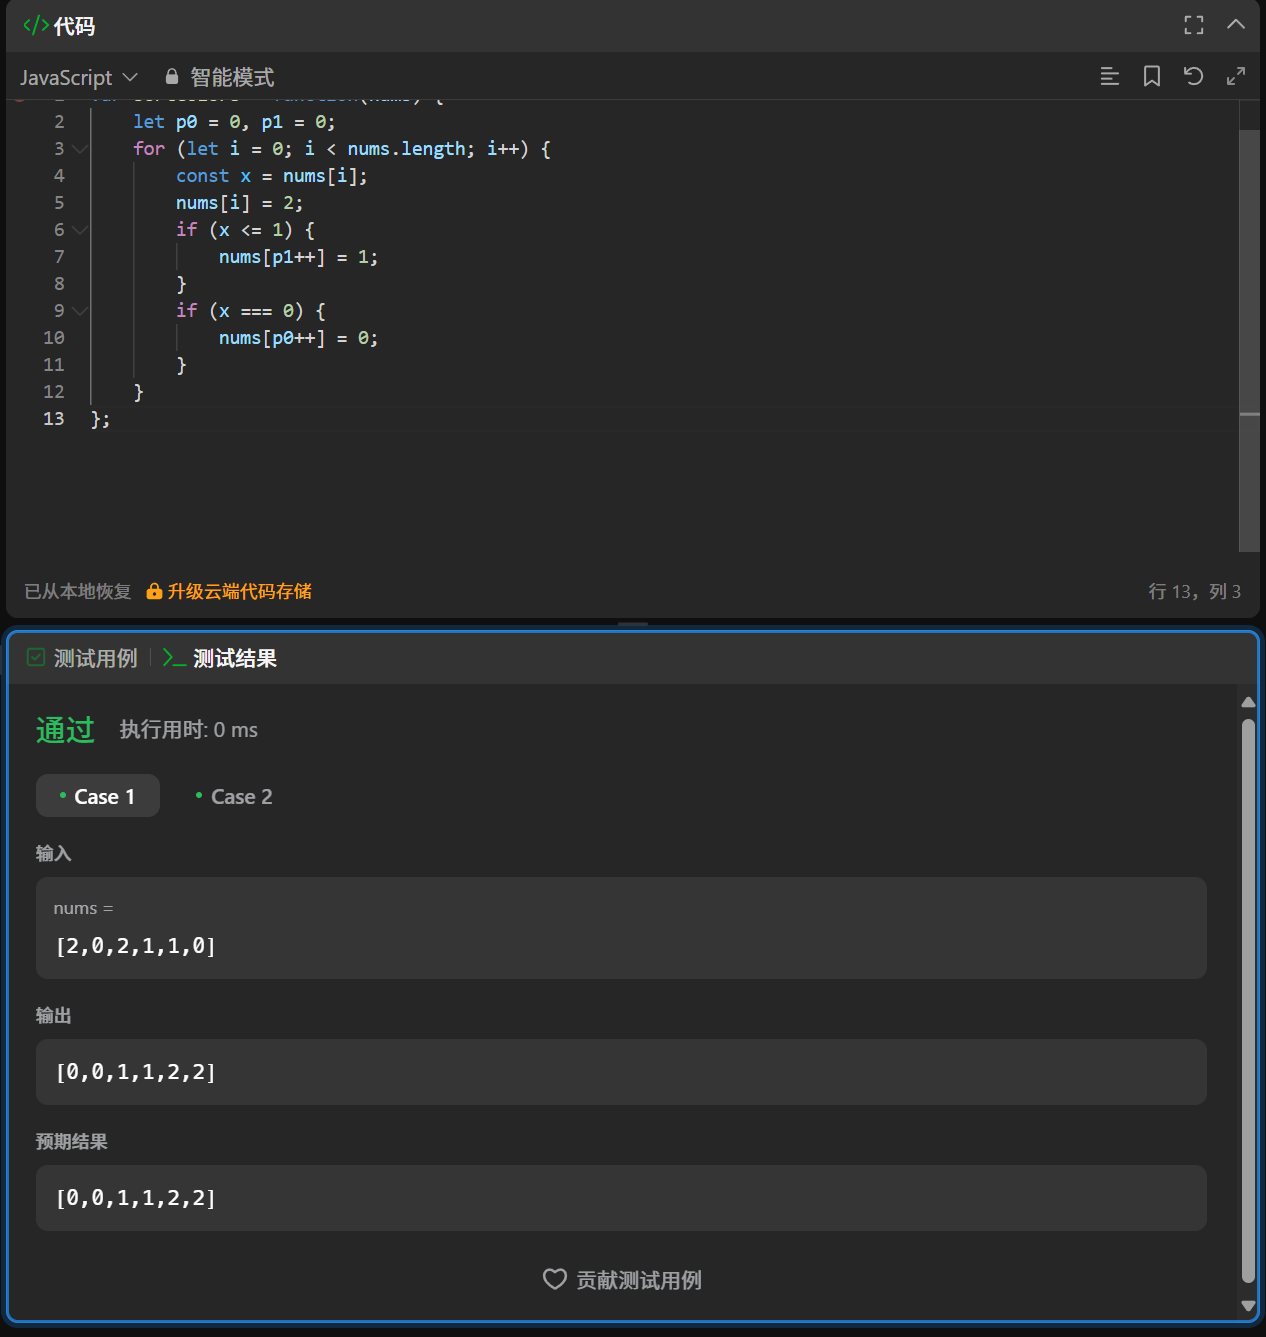 代码
JavaScript 智能模式
2 let p0 = 0, p1 = 0;
3 for (let i = 0; i < nums.length; i++) {
4 const x = nums[i];
5 nums[i] = 2;
6 if (x <= 1) {
7 nums[p1++] = 1;
8 }
9 if (x === 0) {
10 nums[p0++] = 0;
11 }
12 }
13 };
已从本地恢复 升级云端代码存储 行 13，列 3
测试用例 测试结果
通过 执行用时: 0 ms
Case 1 Case 2
输入
nums =
[2,0,2,1,1,0]
输出
[0,0,1,1,2,2]
预期结果
[0,0,1,1,2,2]
贡献测试用例